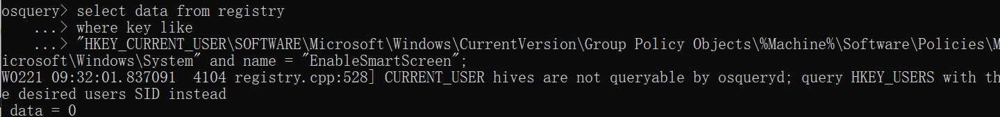 osquery> select data from registry
...> where key like
...> "HKEY_CURRENT_USER\SOFTWARE\Microsoft\Windows\CurrentVersion\Group Policy Objects\%Machine%\Software\Policies\M
icrosoft\Windows\System" and name = "EnableSmartScreen";
W0221 09:32:01.837091  4104 registry.cpp:528] CURRENT_USER hives are not queryable by osqueryd; query HKEY_USERS with th
e desired users SID instead
data = 0